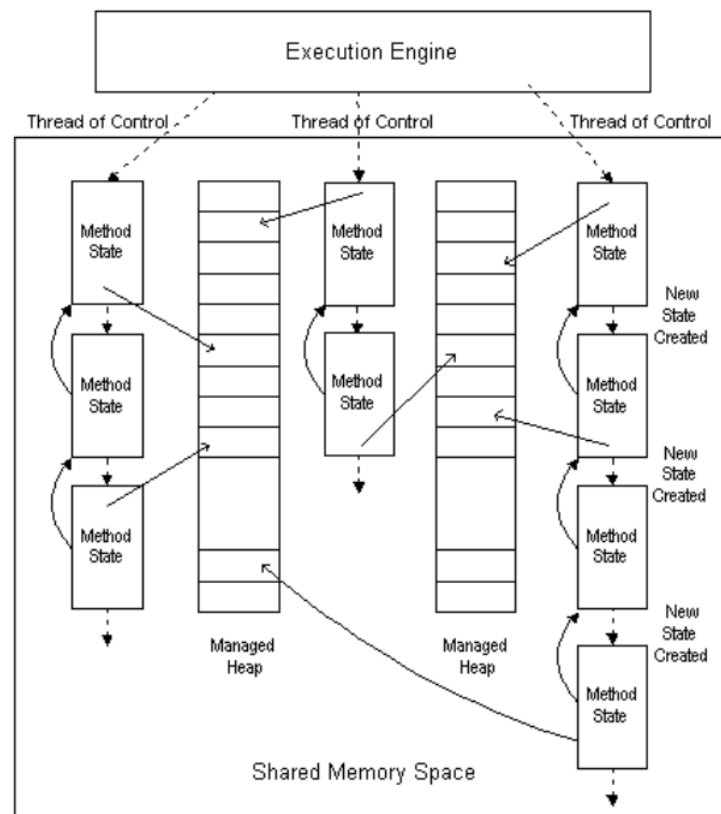 Execution Engine
Thread of Control
Thread of Control
Thread of Control
Method
State
Method
State
Method
State
New
State
Created
Method
State
Method
State
Method
State
New
State
Created
Method
State
Method
State
New
State
Created
Managed
Heap
Managed
Heap
Method
State
Shared Memory Space